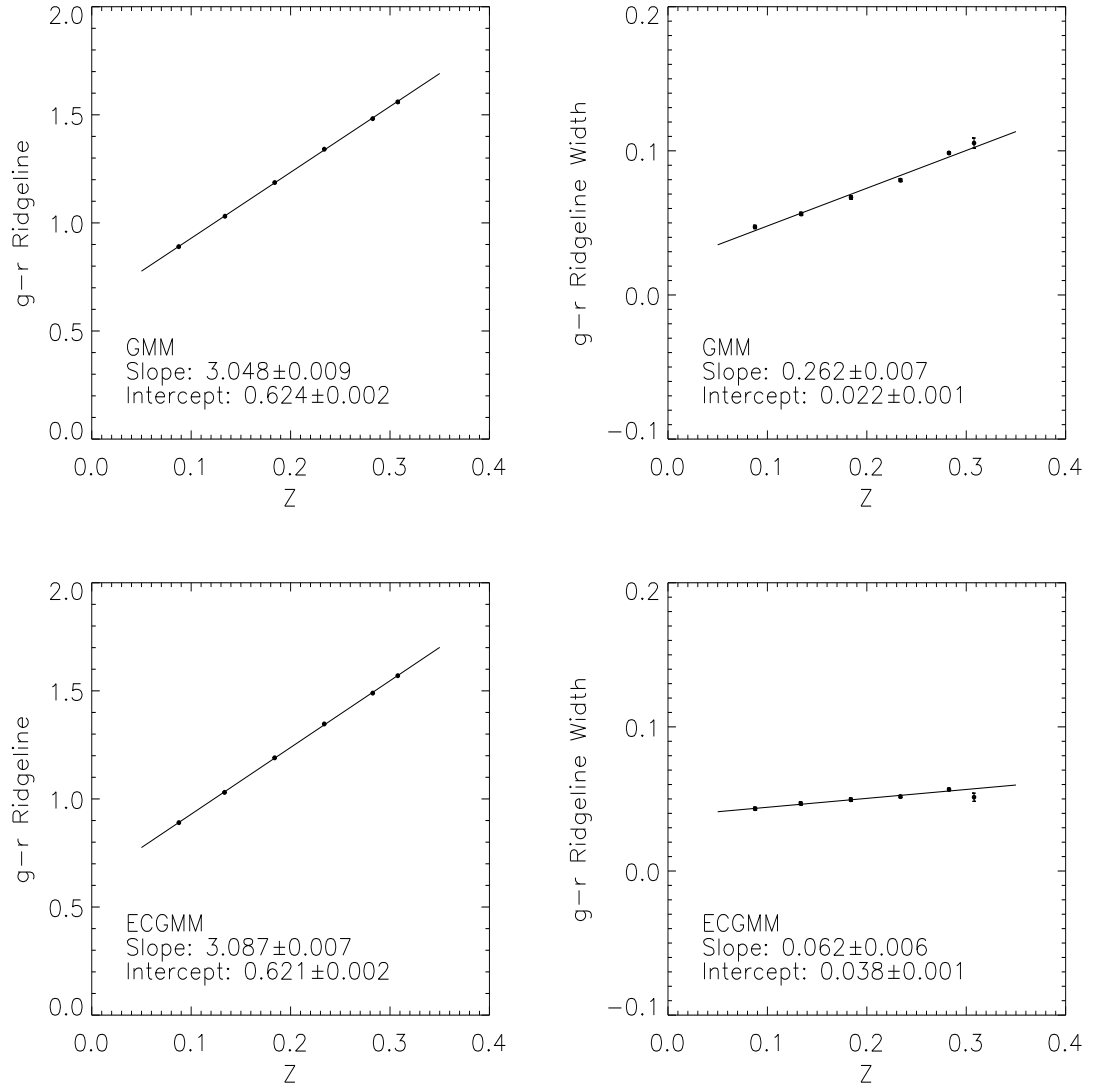 2.0
1.5
1.0
0.5
0.0
g-r Ridgeline
GMM
Slope: 3.048±0.009
Intercept: 0.624±0.002
0.0 0.1 0.2 0.3 0.4
Z
0.2
0.1
0.0
-0.1
g-r Ridgeline Width
GMM
Slope: 0.262±0.007
Intercept: 0.022±0.001
0.0 0.1 0.2 0.3 0.4
Z
2.0
1.5
1.0
0.5
0.0
g-r Ridgeline
ECGMM
Slope: 3.087±0.007
Intercept: 0.621±0.002
0.0 0.1 0.2 0.3 0.4
Z
0.2
0.1
0.0
-0.1
g-r Ridgeline Width
ECGMM
Slope: 0.062±0.006
Intercept: 0.038±0.001
0.0 0.1 0.2 0.3 0.4
Z